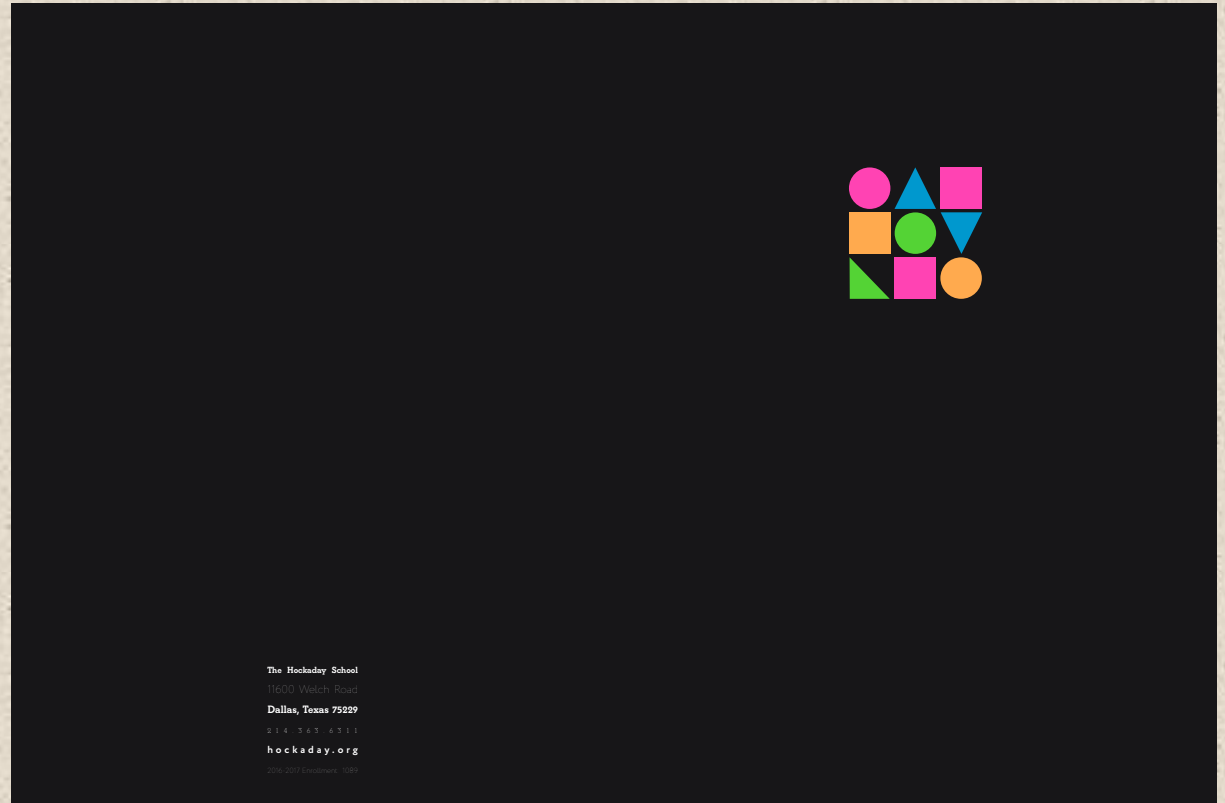 The Hockaday School
11600 Welch Road
Dallas, Texas 75229
214.363.6311
hockaday.org
2016-2017 Enrollment: 1089